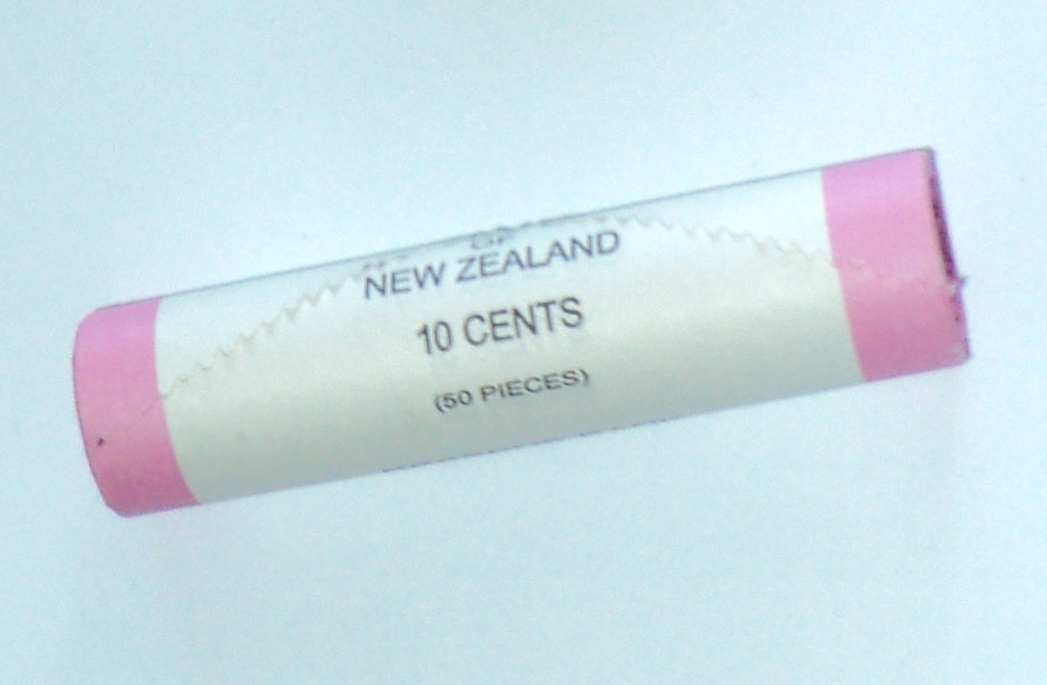 NEW ZEALAND
10 CENTS
(50 PIECES)